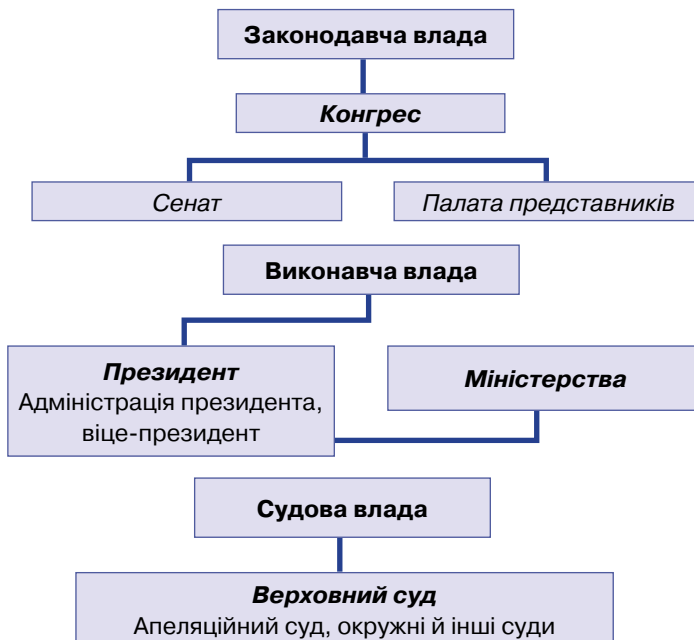 Законодавча влада
Конгрес
Сенат
Палата представників
Виконавча влада
Президент
Адміністрація президента,
віце-президент
Міністерства
Судова влада
Верховний суд
Апеляційний суд, окружні й інші суди